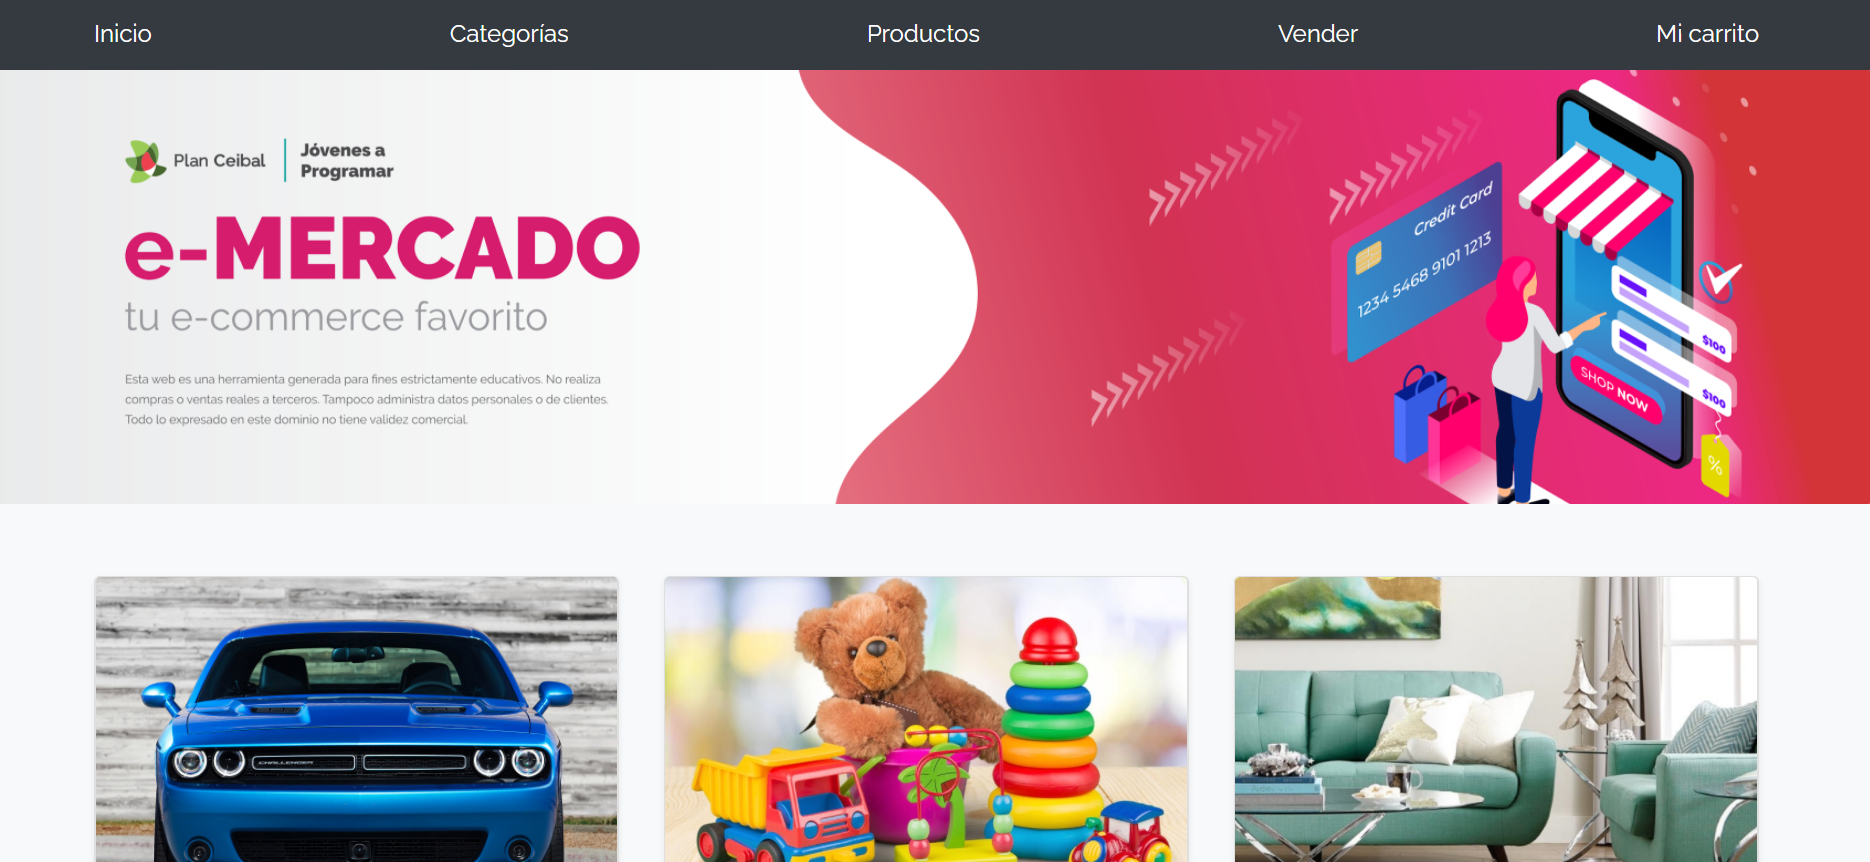 Inicio
Categorías
Productos
Vender
Mi carrito
Plan Ceibal
Jóvenes a
Programar
e-MERCADO
tu e-commerce favorito
Esta web es una herramienta generada para fines estrictamente educativos. No realiza
compras o ventas reales a terceros. Tampoco administra datos personales o de clientes.
Todo lo expresado en este dominio no tiene validez comercial.
Credit Card
1234 5468 9101 1213
$100
$100
SHOP NOW
%
CHALLENGER